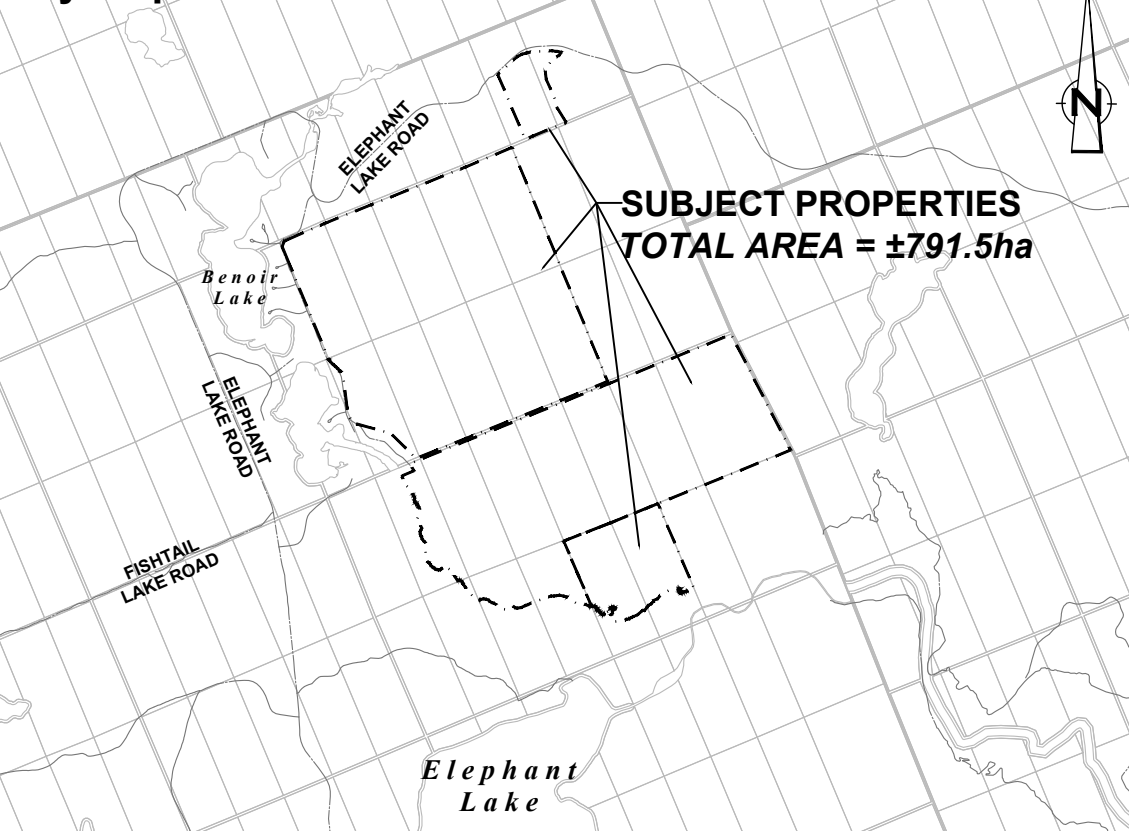 ELEPHANT
LAKE ROAD
N
SUBJECT PROPERTIES
TOTAL AREA = ±791.5ha
Benoir
Lake
ELEPHANT
LAKE ROAD
FISHTAIL
LAKE ROAD
Elephant
Lake